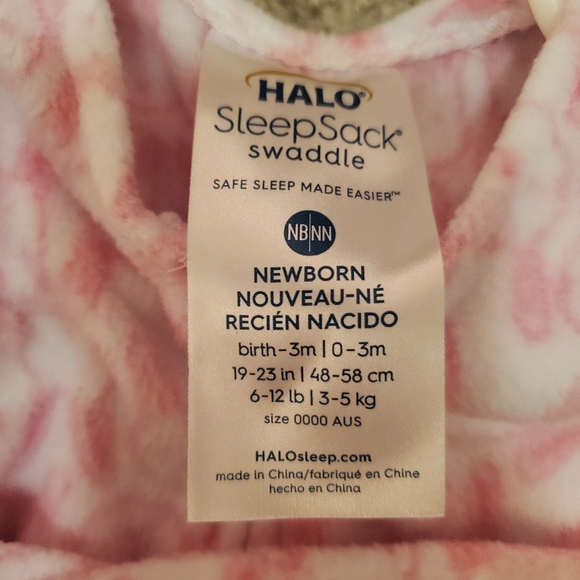 HALO®
SleepSack®
swaddle
SAFE SLEEP MADE EASIER™
NB|NN
NEWBORN
NOUVEAU-NÉ
RECIÉN NACIDO
birth-3m | 0-3m
19-23 in | 48-58 cm
6-12 lb | 3-5 kg
size 0000 AUS
HALOsleep.com
made in China/fabriqué en Chine
hecho en China